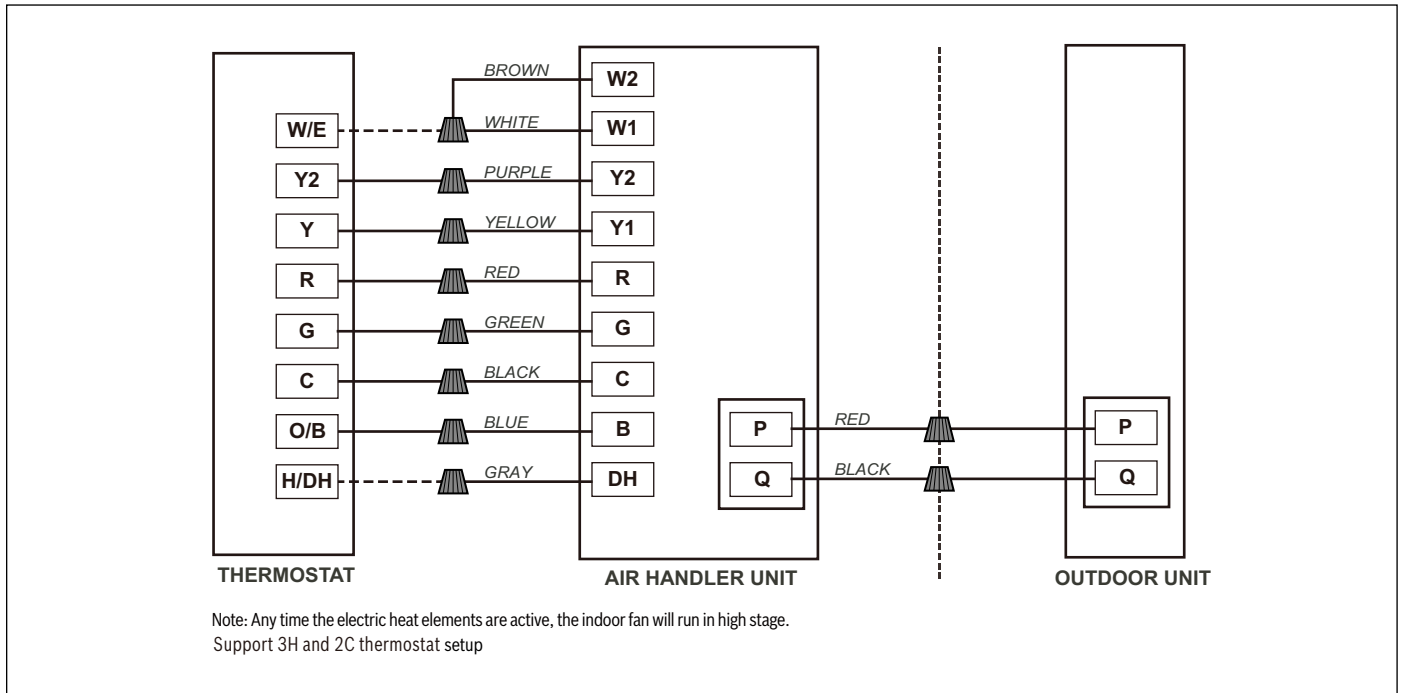 BROWN
W2
W/E
WHITE
W1
Y2
PURPLE
Y2
Y
YELLOW
Y1
R
RED
R
G
GREEN
G
C
BLACK
C
O/B
BLUE
B
P
RED
P
H/DH
GRAY
DH
Q
BLACK
Q
THERMOSTAT
AIR HANDLER UNIT
OUTDOOR UNIT
Note: Any time the electric heat elements are active, the indoor fan will run in high stage.
Support 3H and 2C thermostat setup